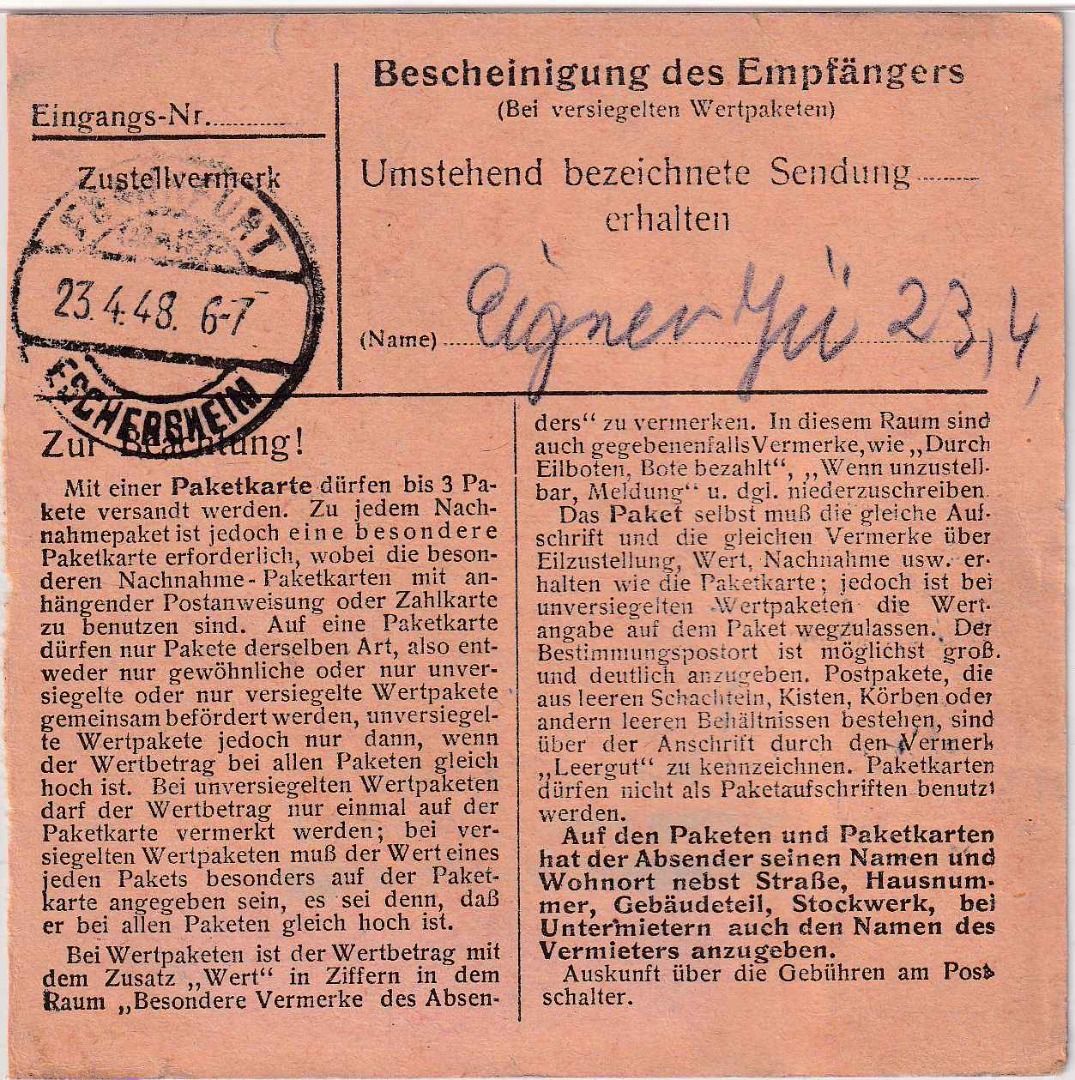 Eingangs-Nr.
Zustellvermerk
FRANKFURT
23.4.48. 6-7
ESCHERSHEIM
Bescheinigung des Empfängers
(Bei versiegelten Wertpaketen)
Umstehend bezeichnete Sendung
erhalten
(Name) Eigner 23,4,
Zur Beachtung!
Mit einer Paketkarte dürfen bis 3 Pa-
kete versandt werden. Zu jedem Nach-
nahmepaket ist jedoch eine besondere
Paketkarte erforderlich, wobei die beson-
deren Nachnahme-Paketkarten mit an-
hängender Postanweisung oder Zahlkarte
zu benutzen sind. Auf eine Paketkarte
dürfen nur Pakete derselben Art, also ent-
weder nur gewöhnliche oder nur unver-
siegelte oder nur versiegelte Wertpakete
gemeinsam befördert werden, unversiegel-
te Wertpakete jedoch nur dann, wenn
der Wertbetrag bei allen Paketen gleich
hoch ist. Bei unversiegelten Wertpaketen
darf der Wertbetrag nur einmal auf der
Paketkarte vermerkt werden; bei ver-
siegelten Wertpaketen muß der Wert eines
jeden Pakets besonders auf der Paket-
karte angegeben sein, es sei denn, daß
er bei allen Paketen gleich hoch ist.
Bei Wertpaketen ist der Wertbetrag mit
dem Zusatz „Wert“ in Ziffern in dem
Raum „Besondere Vermerke des Absen-
ders“ zu vermerken. In diesem Raum sind
auch gegebenenfalls Vermerke, wie „Durch
Eilboten, Bote bezahlt“, „Wenn unzustell-
bar, Meldung“ u. dgl. niederzuschreiben.
Das Paket selbst muß die gleiche Auf-
schrift und die gleichen Vermerke über
Eilzustellung, Wert, Nachnahme usw. er-
halten wie die Paketkarte; jedoch ist bei
unversiegelten Wertpaketen die Wert-
angabe auf dem Paket wegzulassen. Der
Bestimmungspostort ist möglichst groß
und deutlich anzugeben. Postpakete, die
aus leeren Schachteln, Kisten, Körben oder
andern leeren Behältnissen bestehen, sind
über der Anschrift durch den Vermerk
„Leergut“ zu kennzeichnen. Paketkarten
dürfen nicht als Paketaufschriften benutzt
werden.
Auf den Paketen und Paketkarten
hat der Absender seinen Namen und
Wohnort nebst Straße, Hausnum-
mer, Gebäudeteil, Stockwerk, bei
Untermietern auch den Namen des
Vermieters anzugeben.
Auskunft über die Gebühren am Post
schalter.